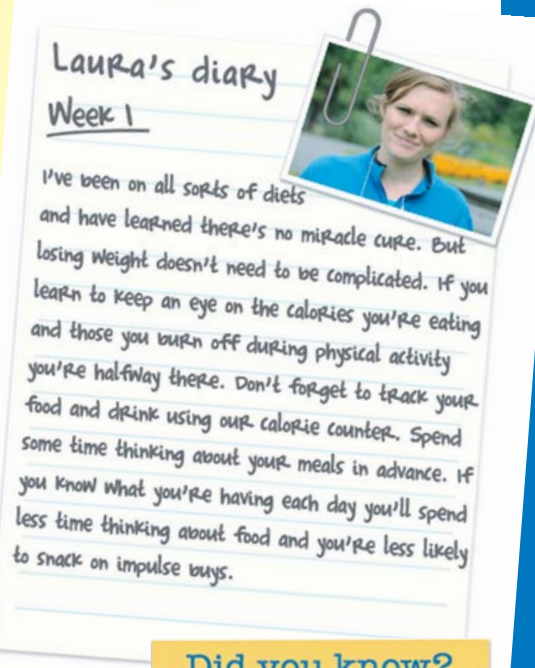 Laura's diary
Week 1
I've been on all sorts of diets
and have learned there's no miracle cure. But
losing weight doesn't need to be complicated. If you
learn to keep an eye on the calories you're eating
and those you burn off during physical activity
you're halfway there. Don't forget to track your
food and drink using our calorie counter. Spend
some time thinking about your meals in advance. If
you know what you're having each day you'll spend
less time thinking about food and you're less likely
to snack on impulse buys.
Did you know?